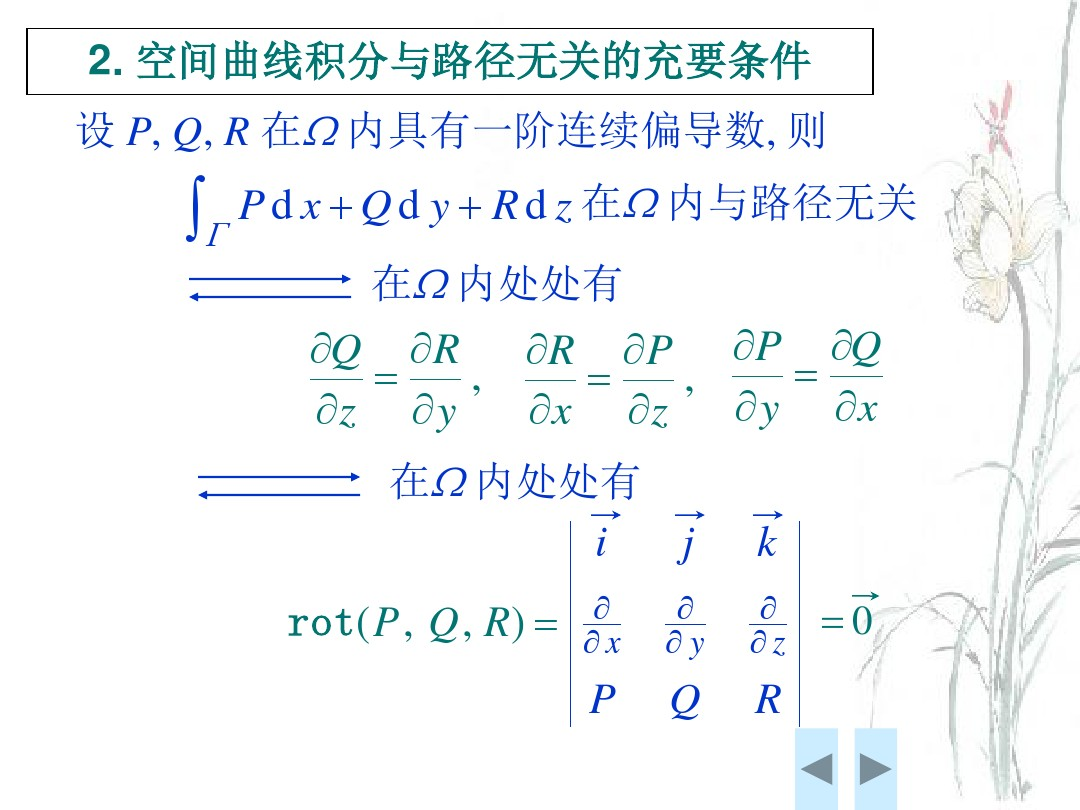 2. 空间曲线积分与路径无关的充要条件
设 P, Q, R 在Ω 内具有一阶连续偏导数, 则
∫_Γ P d x + Q d y + R d z 在Ω 内与路径无关
在Ω 内处处有
∂Q/∂z = ∂R/∂y , ∂R/∂x = ∂P/∂z , ∂P/∂y = ∂Q/∂x
在Ω 内处处有
i⃗ j⃗ k⃗
rot(P, Q, R) = ∂/∂x ∂/∂y ∂/∂z = 0⃗
P Q R